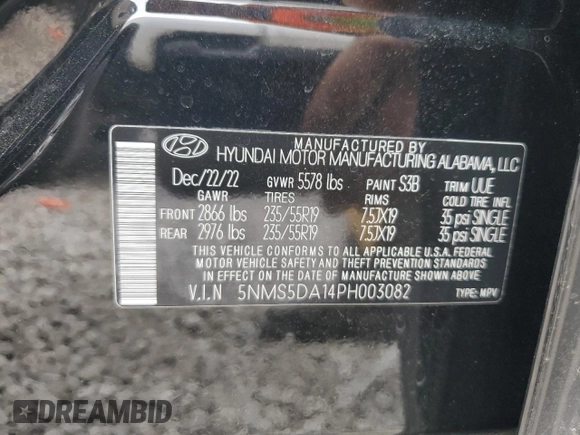 MANUFACTURED BY
HYUNDAI MOTOR MANUFACTURING ALABAMA, LLC
Dec/22/22 GVWR 5578 lbs PAINT S3B TRIM UUE
GAWR TIRES RIMS COLD TIRE INFL
FRONT 2866 lbs 235/55R19 7.5JX19 35 psi SINGLE
REAR 2976 lbs 235/55R19 7.5JX19 35 psi SINGLE
THIS VEHICLE CONFORMS TO ALL APPLICABLE U.S.A. FEDERAL
MOTOR VEHICLE SAFETY AND THEFT PREVENTION STANDARDS
IN EFFECT ON THE DATE OF MANUFACTURE SHOWN ABOVE.
V.I.N 5NMS5DA14PH003082 TYPE: MPV
DREAMBID